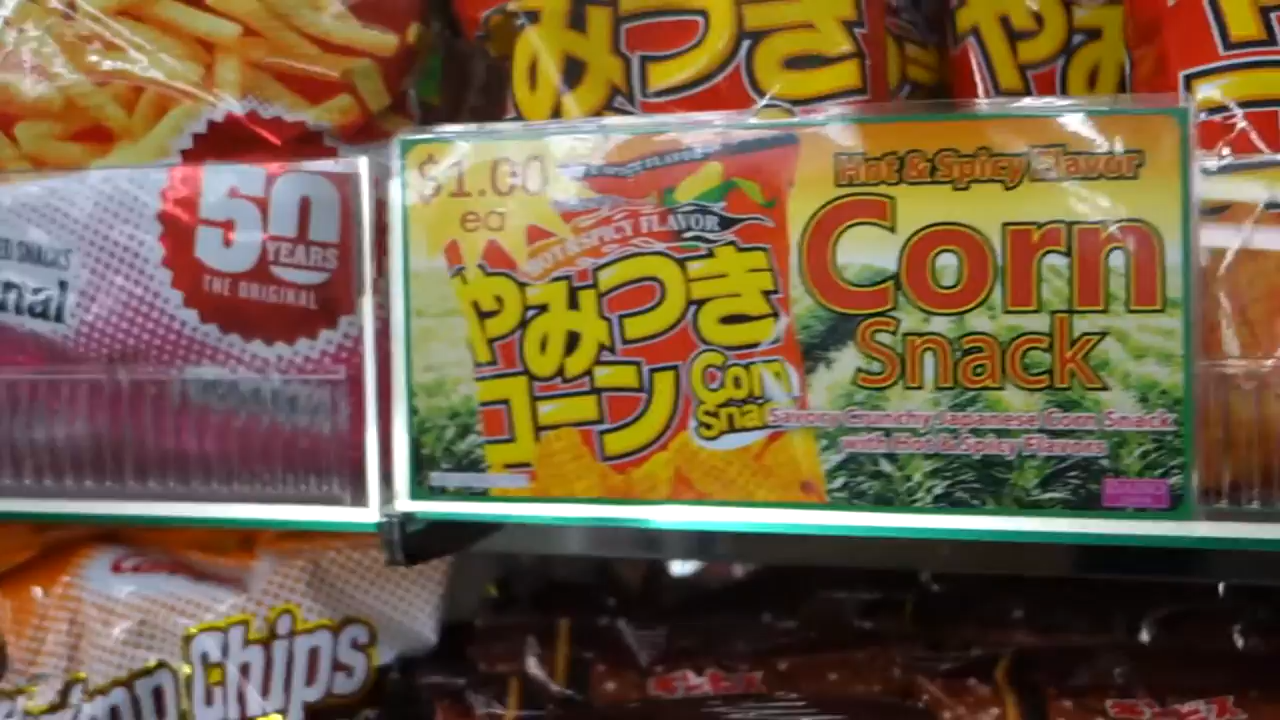 みつき
やみ
50
YEARS
THE ORIGINAL
$1.00
ea
HOT & SPICY FLAVOR
やみつき
コーン
Corn
Snack
Hot & Spicy Flavor
Corn
Snack
Savory Crunchy Japanese Corn Snack
with Hot & Spicy Flavors
Chips